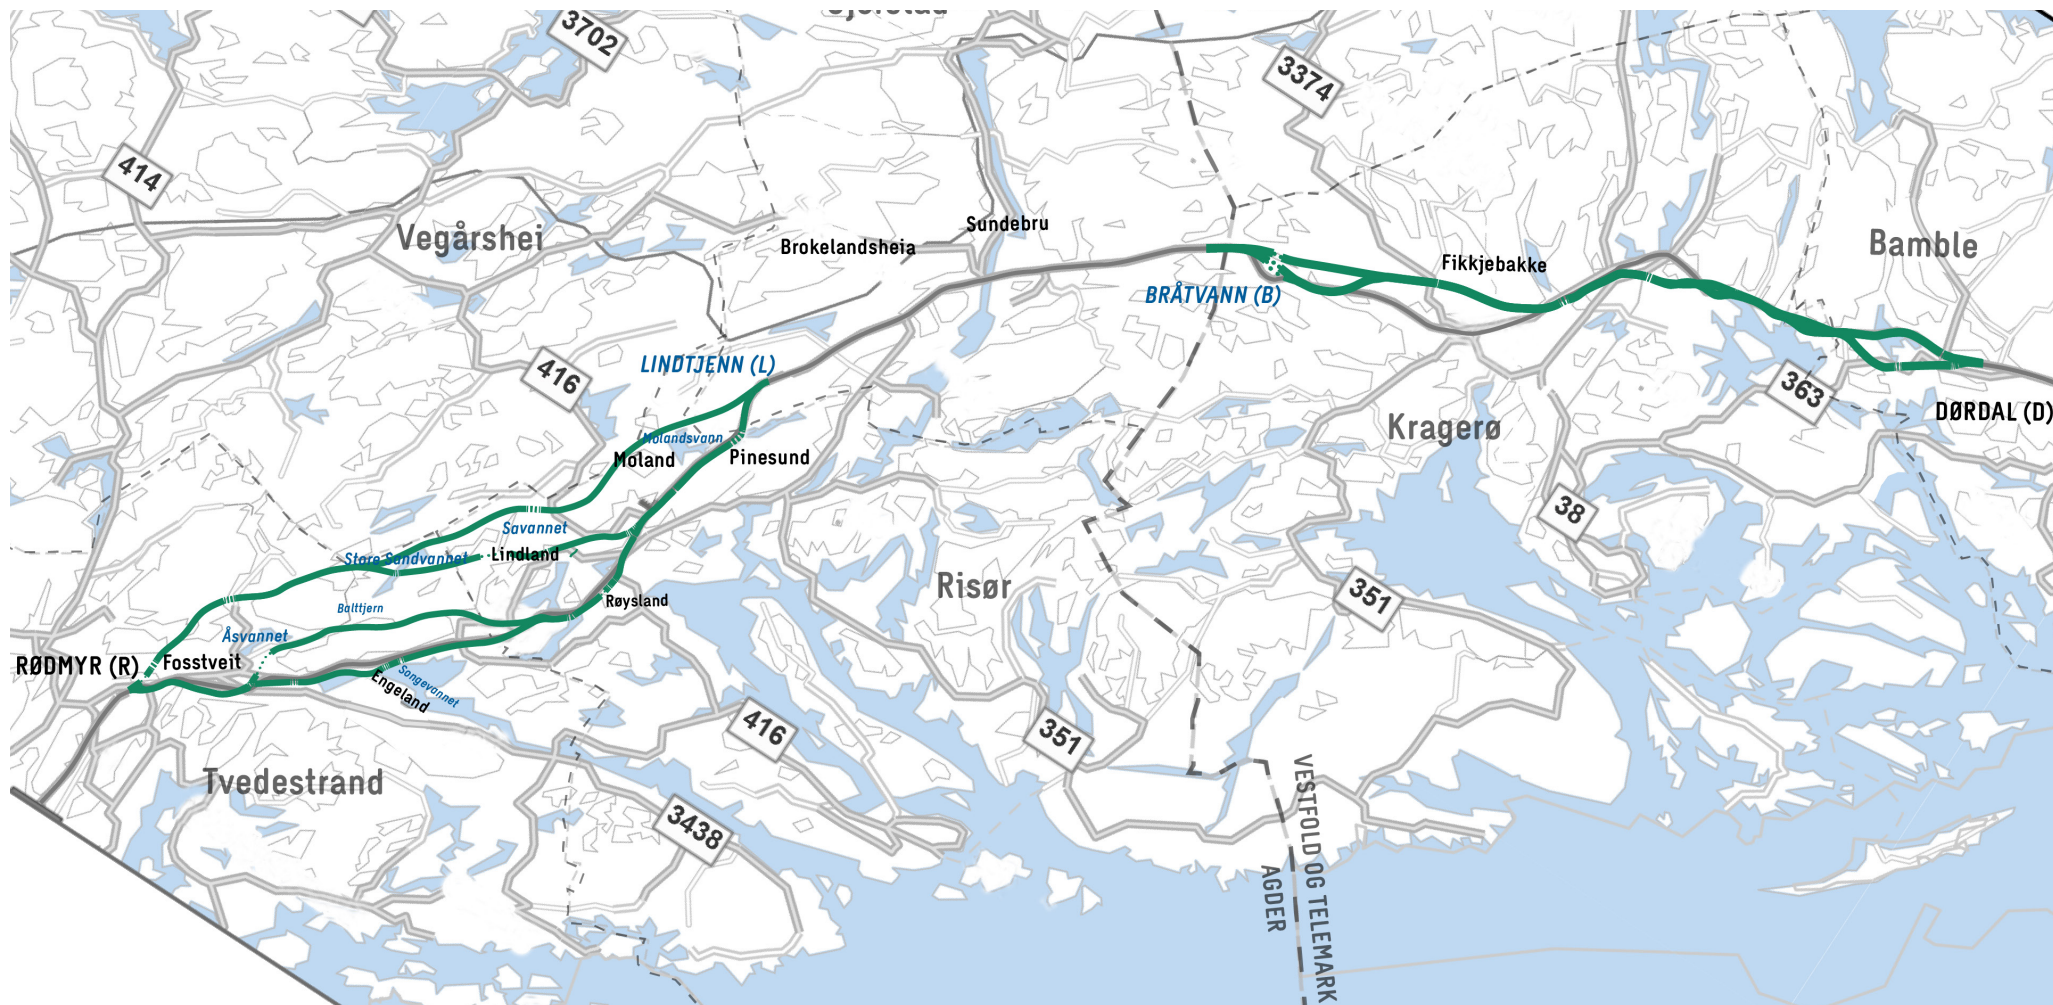 3702
3374
414
Sundebru
Vegårshei
Brokelandsheia
Bamble
Fikkjebakke
BRÅTVANN (B)
LINDTJENN (L)
416
363
DØRDAL (D)
Kragerø
Molandsvann
Moland
Pinesund
38
Savannet
Store Sandvannet
Lindland
Risør
351
Balttjern
Røysland
Åsvannet
RØDMYR (R)
Fosstveit
Songevannet
Engeland
416
351
Tvedestrand
3438
VESTFOLD OG TELEMARK
AGDER